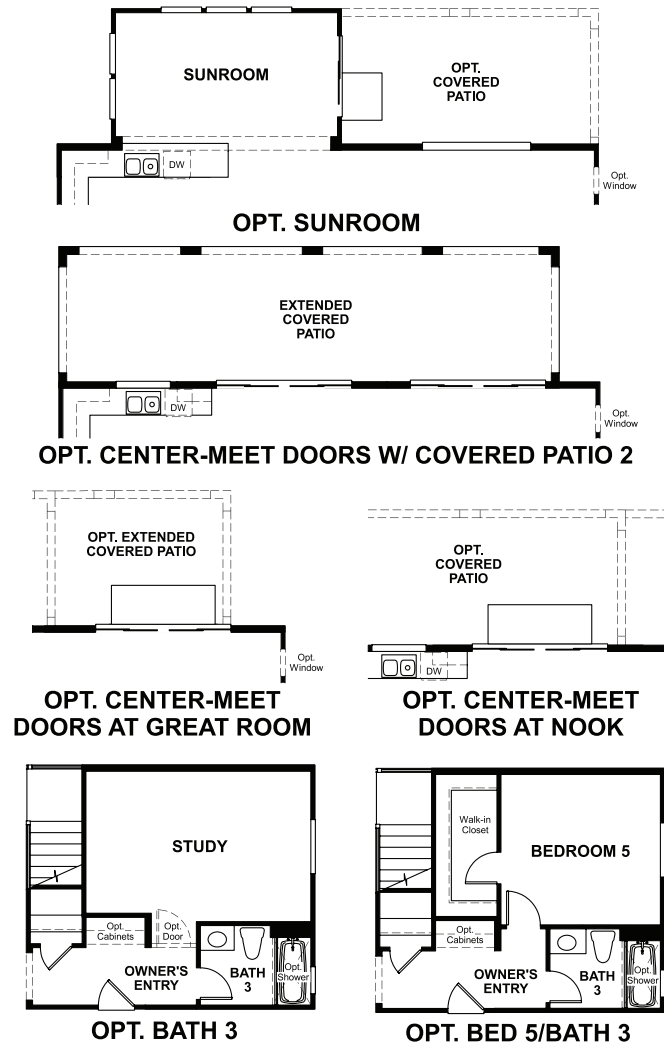 SUNROOM
OPT.
COVERED
PATIO
DW
Opt.
Window
OPT. SUNROOM
EXTENDED
COVERED
PATIO
DW
Opt.
Window
OPT. CENTER-MEET DOORS W/ COVERED PATIO 2
OPT. EXTENDED
COVERED PATIO
Opt.
Window
OPT. CENTER-MEET
DOORS AT GREAT ROOM
OPT.
COVERED
PATIO
DW
OPT. CENTER-MEET
DOORS AT NOOK
STUDY
Opt.
Cabinets
Opt.
Door
OWNER'S
ENTRY
BATH
3
Opt.
Shower
OPT. BATH 3
Walk-in
Closet
BEDROOM 5
Opt.
Cabinets
OWNER'S
ENTRY
BATH
3
Opt.
Shower
OPT. BED 5/BATH 3